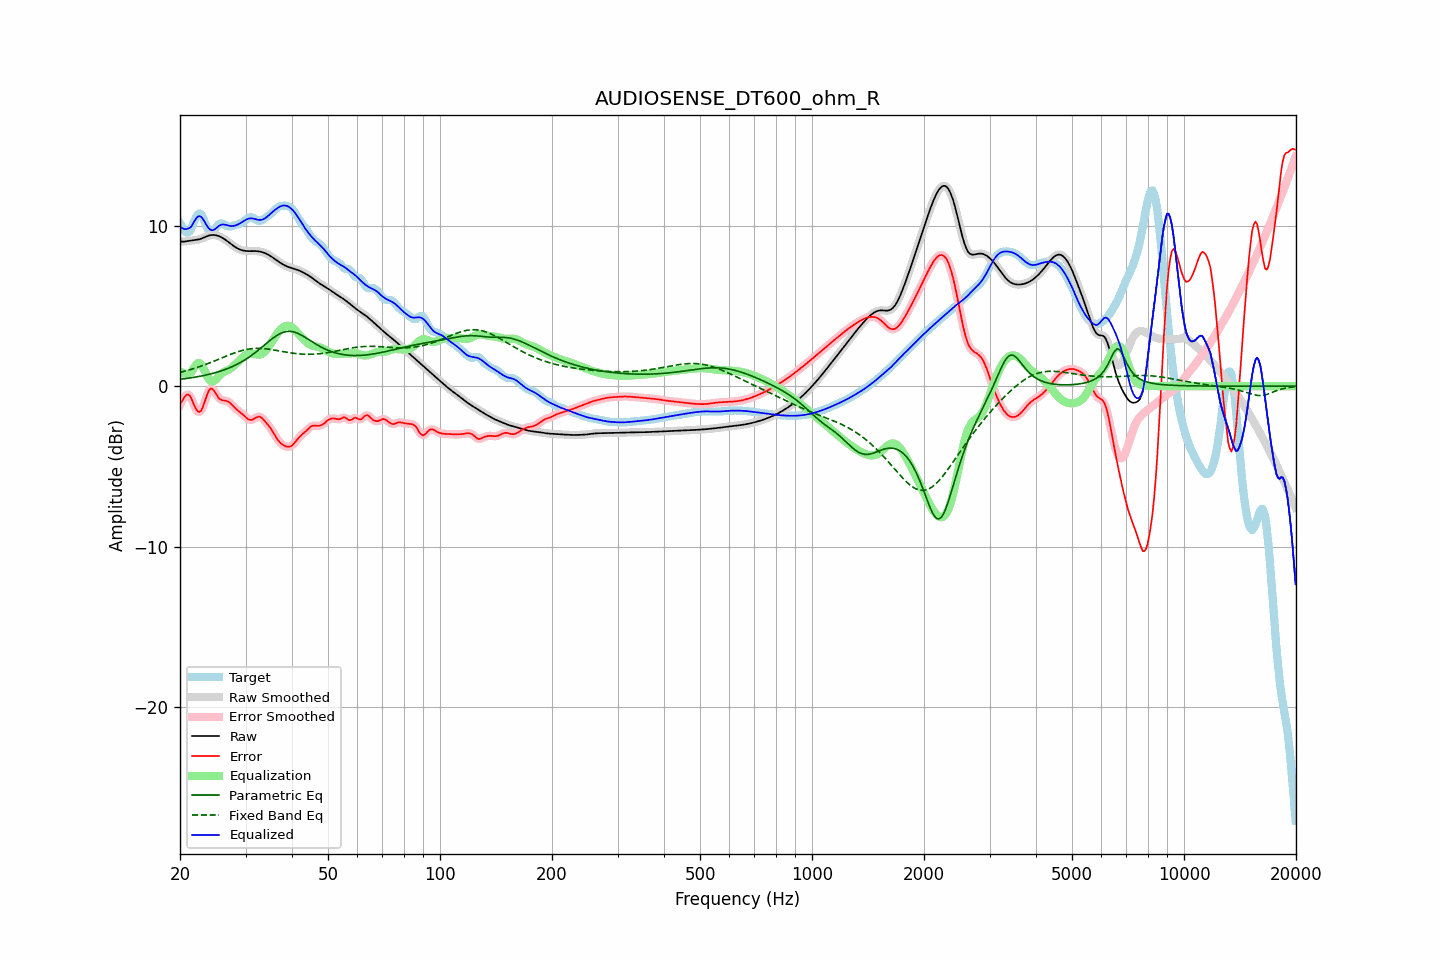 AUDIOSENSE_DT600_ohm_R
Amplitude (dBr)
10
0
−10
−20
Target
Raw Smoothed
Error Smoothed
Raw
Error
Equalization
Parametric Eq
Fixed Band Eq
Equalized
20 50 100 200 500 1000 2000 5000 10000 20000
Frequency (Hz)